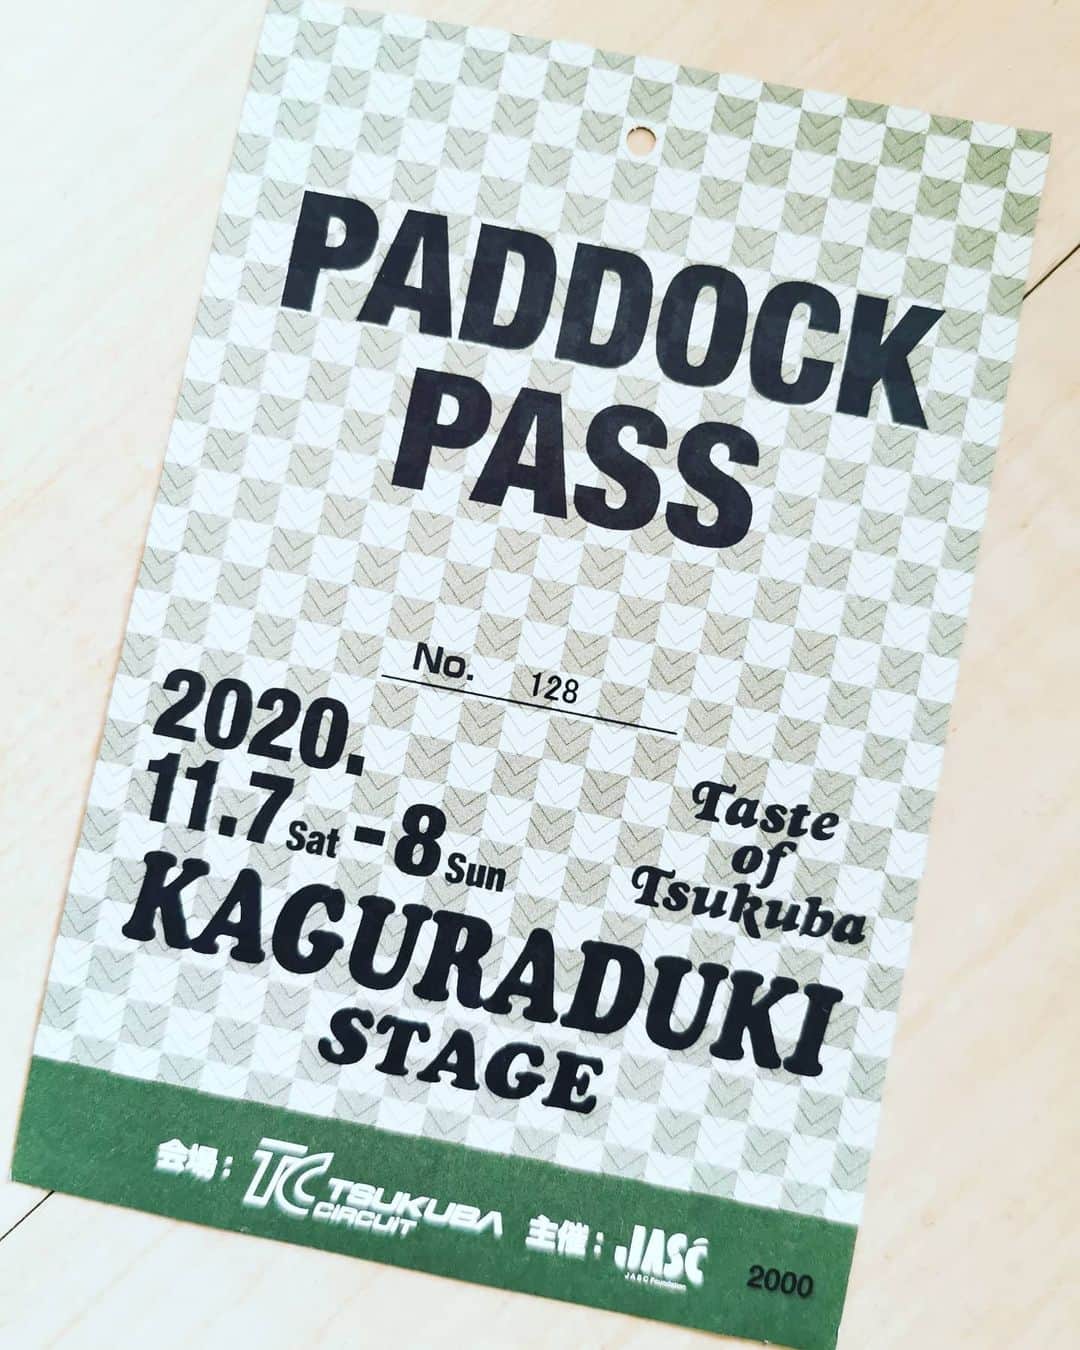 PADDOCK
PASS
No. 128
2020.
11.7 Sat - 8 Sun
Taste
of
Tsukuba
KAGURADUKI
STAGE
会場: TC TSUKUBA CIRCUIT 主催: JASC
JASC Foundation
2000